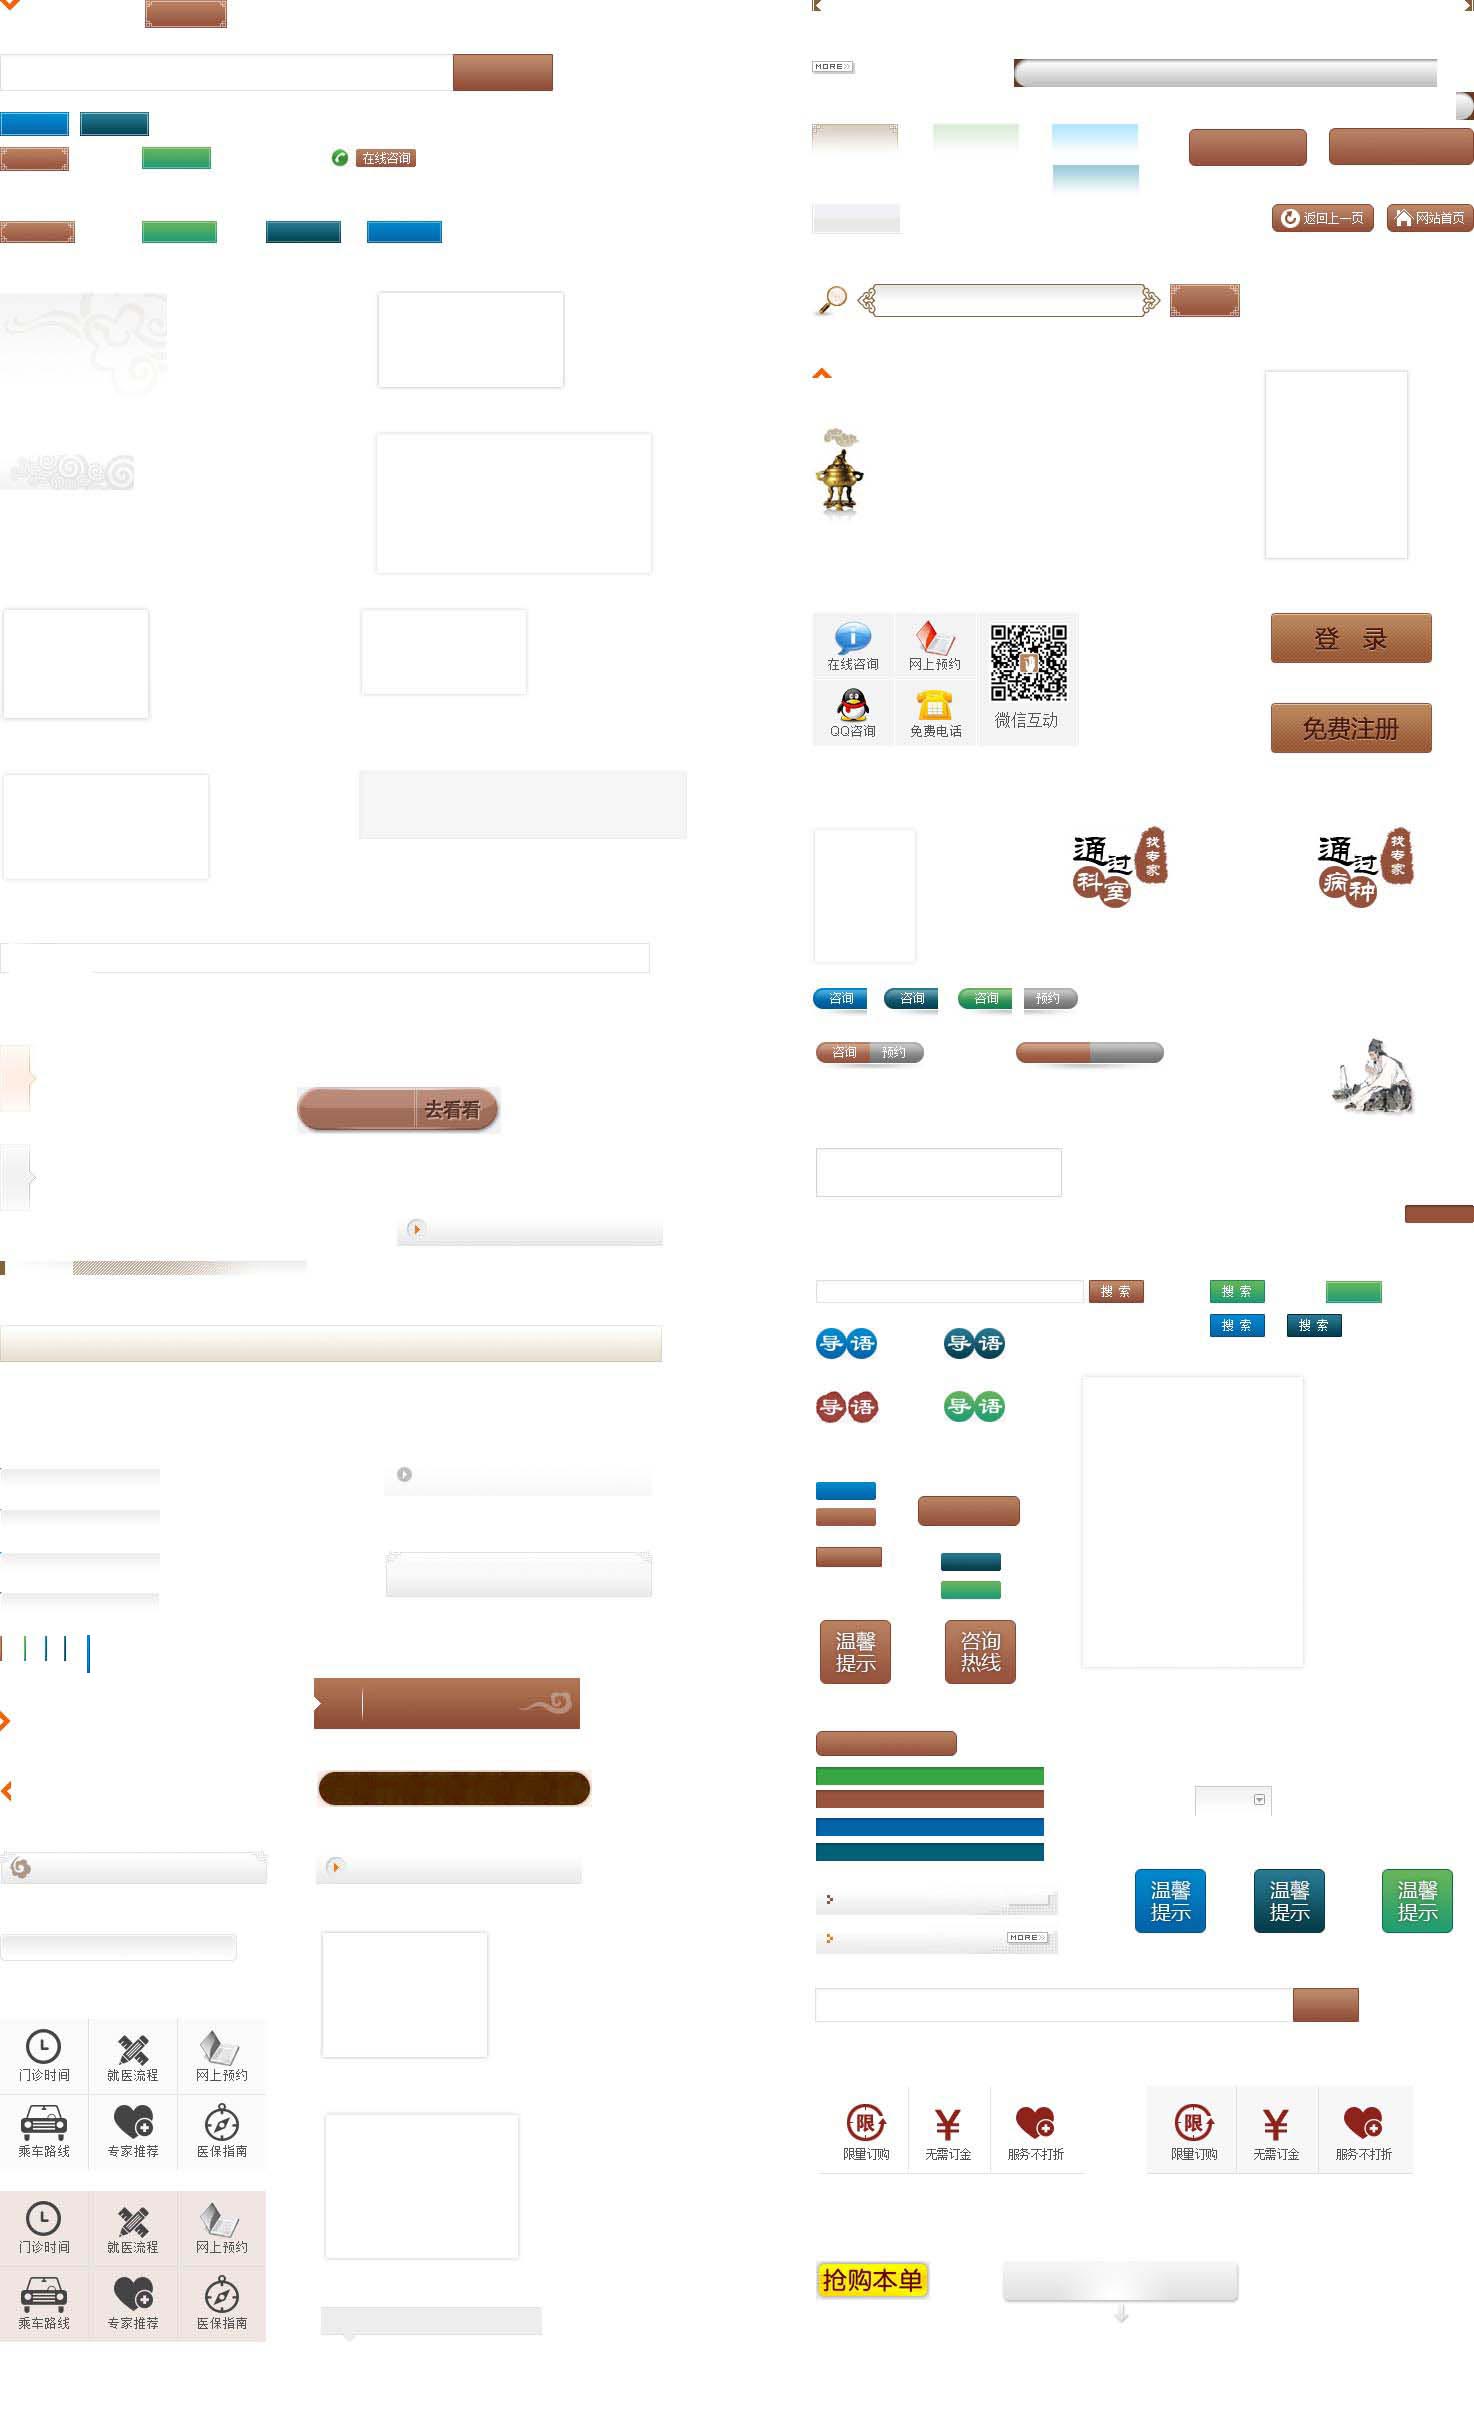 MORE
在线咨询
返回上一页
网站首页
在线咨询
网上预约
QQ咨询
免费电话
微信互动
登 录
免费注册
通过
科室
找专家
通过
病种
找专家
咨询
咨询
咨询
预约
咨询
预约
去看看
搜 索
搜 索
搜 索
搜 索
导语
导语
导语
导语
温馨
提示
咨询
热线
温馨
提示
温馨
提示
温馨
提示
MORE
门诊时间
就医流程
网上预约
乘车路线
专家推荐
医保指南
限
限量订购
¥
无需订金
服务不打折
限
限量订购
¥
无需订金
服务不打折
门诊时间
就医流程
网上预约
乘车路线
专家推荐
医保指南
抢购本单